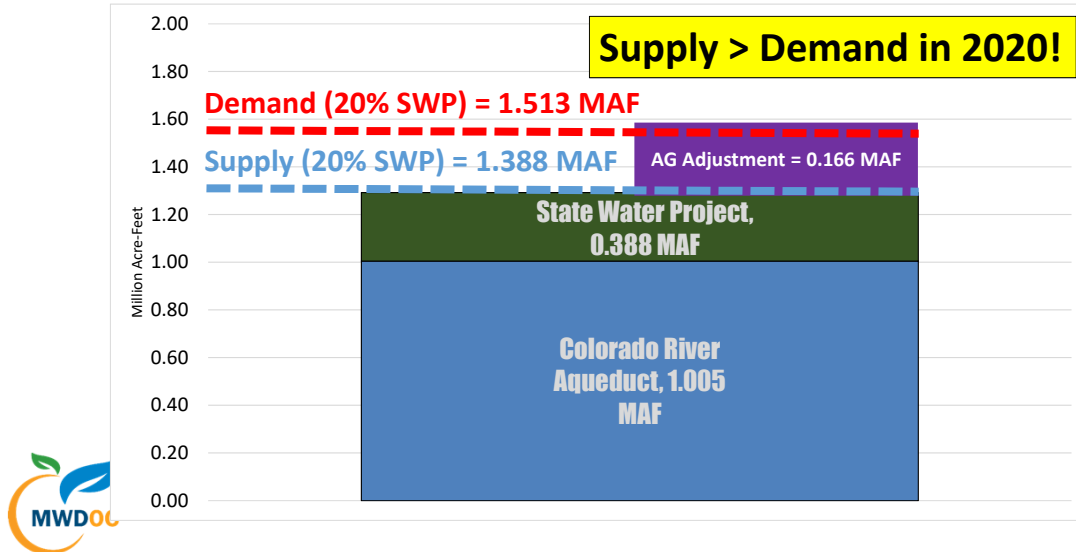 2.00
Supply > Demand in 2020!
1.80
Demand (20% SWP) = 1.513 MAF
1.60
Supply (20% SWP) = 1.388 MAF
AG Adjustment = 0.166 MAF
1.40
1.20
State Water Project,
0.388 MAF
1.00
Million Acre-Feet
0.80
Colorado River
Aqueduct, 1.005
MAF
0.60
0.40
0.20
0.00
MWDOC